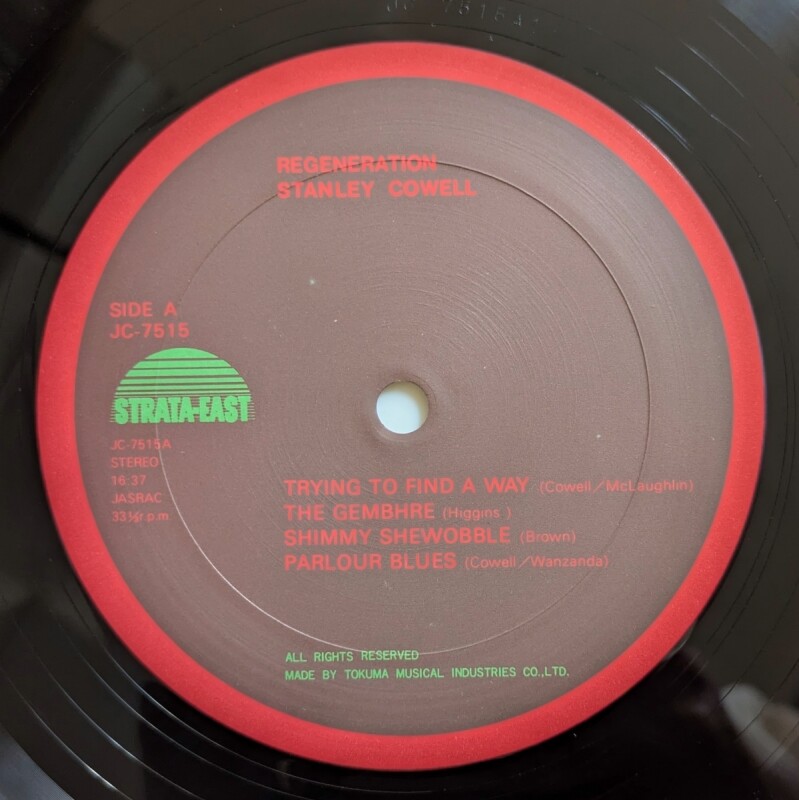 JC-7515A
REGENERATION
STANLEY COWELL
SIDE A
JC-7515
STRATA-EAST
JC-7515A
STEREO
16:37
JASRAC
33⅓r.p.m
TRYING TO FIND A WAY (Cowell/McLaughlin)
THE GEMBHRE (Higgins)
SHIMMY SHEWOBBLE (Brown)
PARLOUR BLUES (Cowell/Wanzanda)
ALL RIGHTS RESERVED
MADE BY TOKUMA MUSICAL INDUSTRIES CO.,LTD.